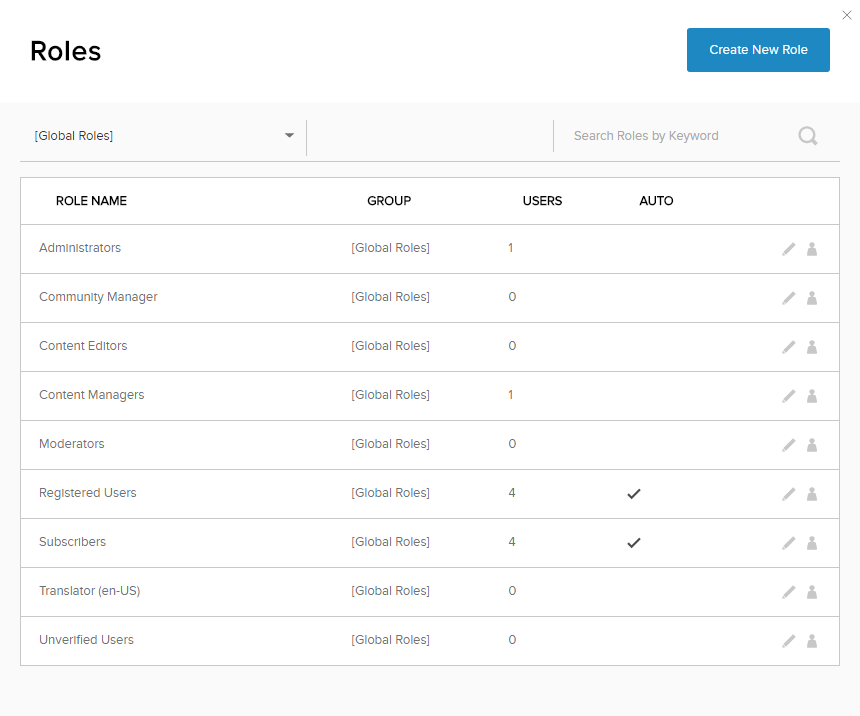 Roles
Create New Role
[Global Roles]
Search Roles by Keyword
ROLE NAME GROUP USERS AUTO
Administrators [Global Roles] 1
Community Manager [Global Roles] 0
Content Editors [Global Roles] 0
Content Managers [Global Roles] 1
Moderators [Global Roles] 0
Registered Users [Global Roles] 4
Subscribers [Global Roles] 4
Translator (en-US) [Global Roles] 0
Unverified Users [Global Roles] 0